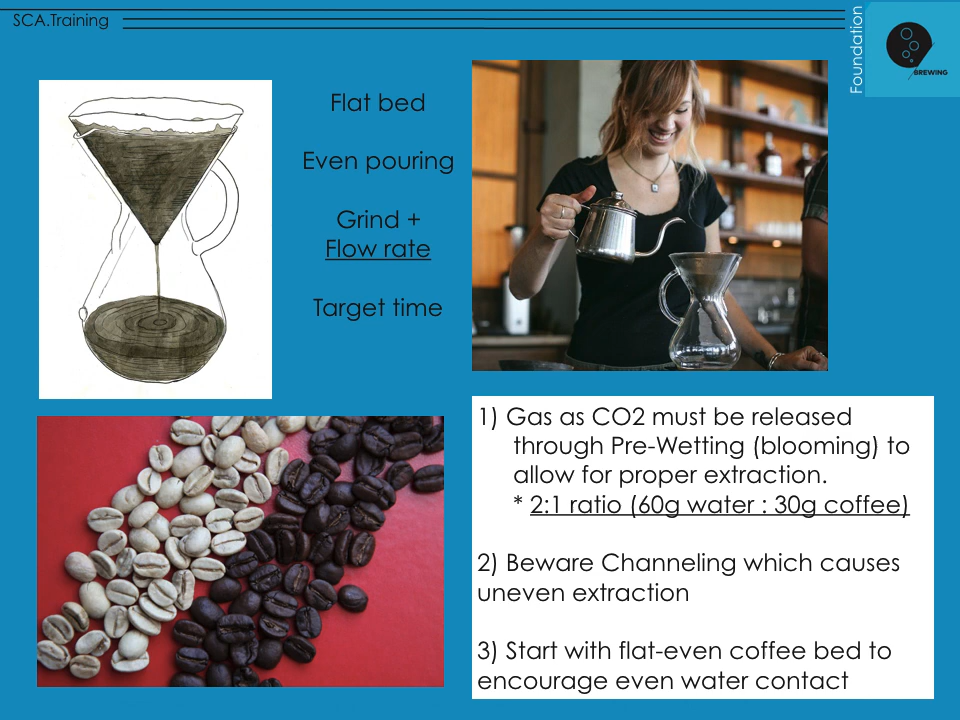 SCA.Training
Foundation
BREWING
Flat bed
Even pouring
Grind +
Flow rate
Target time
1) Gas as CO2 must be released
through Pre-Wetting (blooming) to
allow for proper extraction.
* 2:1 ratio (60g water : 30g coffee)
2) Beware Channeling which causes
uneven extraction
3) Start with flat-even coffee bed to
encourage even water contact